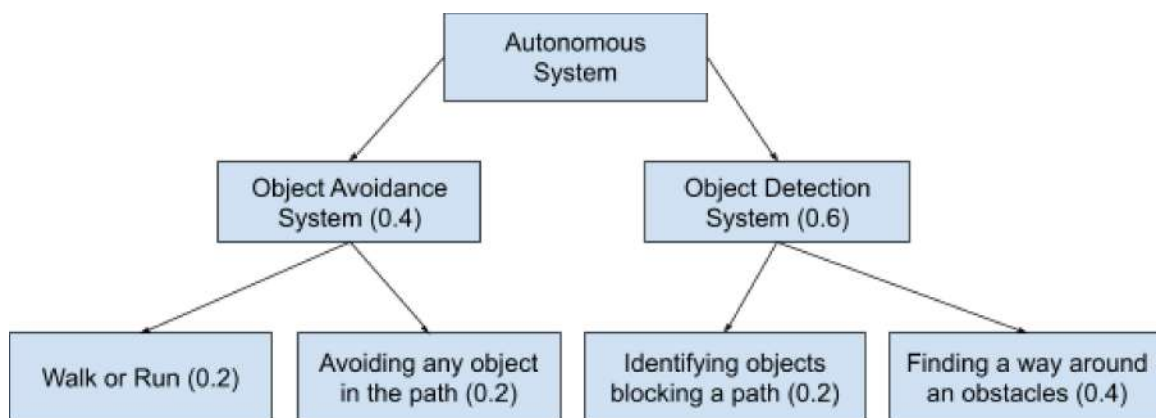 Autonomous
System
Object Avoidance
System (0.4)
Object Detection
System (0.6)
Walk or Run (0.2)
Avoiding any object
in the path (0.2)
Identifying objects
blocking a path (0.2)
Finding a way around
an obstacles (0.4)